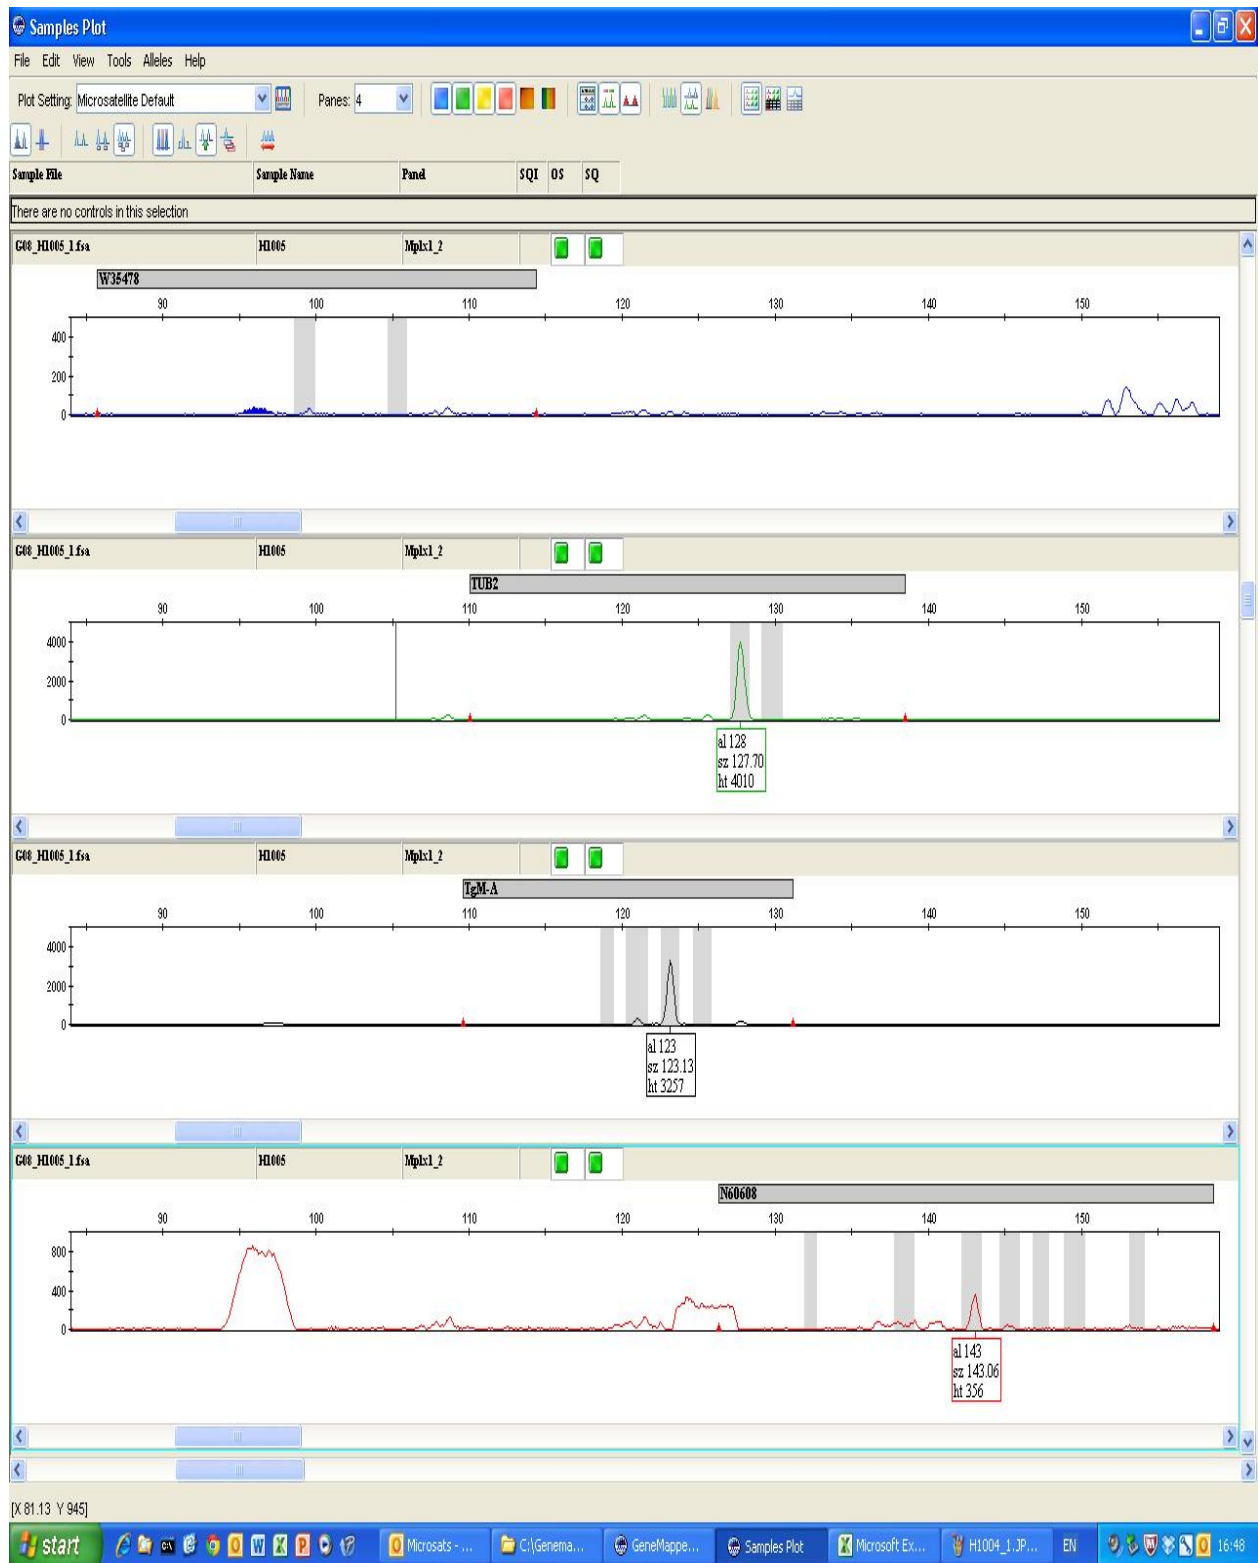 Samples Plot
File Edit View Tools Alleles Help
Plot Setting: Microsatellite Default Panes: 4
Sample File Sample Name Panel SQI OS SQ
There are no controls in this selection
G08_H1005_1.fsa H1005 Mplx1_2
W35478
90 100 110 120 130 140 150
400
200
0
G08_H1005_1.fsa H1005 Mplx1_2
TUB2
90 100 110 120 130 140 150
4000
2000
0
al 128
sz 127.70
ht 4010
G08_H1005_1.fsa H1005 Mplx1_2
TgM-A
90 100 110 120 130 140 150
4000
2000
0
al 123
sz 123.13
ht 3257
G08_H1005_1.fsa H1005 Mplx1_2
N60608
90 100 110 120 130 140 150
800
400
0
al 143
sz 143.06
ht 356
[X 81.13 Y 945]
start Microsats - ... C:\Genema... GeneMappe... Samples Plot Microsoft Ex... H1004_1.JP... EN 16:48